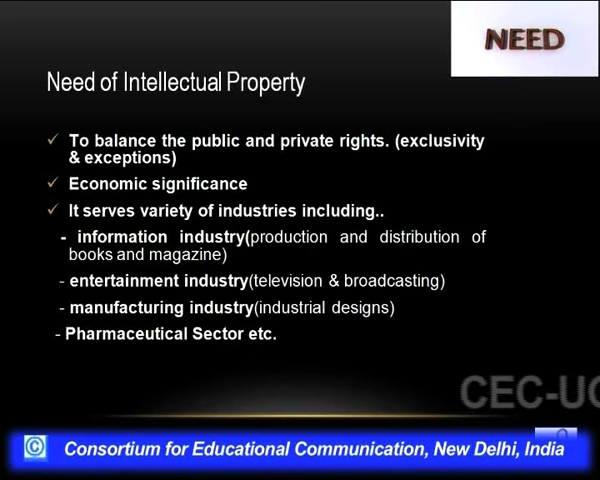 NEED
Need of Intellectual Property
✓ To balance the public and private rights. (exclusivity
& exceptions)
✓ Economic significance
✓ It serves variety of industries including..
- information industry(production and distribution of
books and magazine)
- entertainment industry(television & broadcasting)
- manufacturing industry(industrial designs)
- Pharmaceutical Sector etc.
CEC-UG
© Consortium for Educational Communication, New Delhi, India